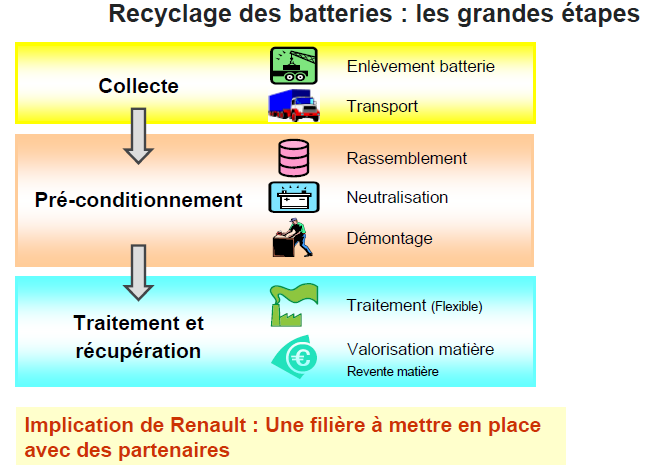 Recyclage des batteries : les grandes étapes
Collecte
Enlèvement batterie
Transport
Pré-conditionnement
Rassemblement
Neutralisation
Démontage
Traitement et
récupération
Traitement (Flexible)
Valorisation matière
Revente matière
Implication de Renault : Une filière à mettre en place
avec des partenaires